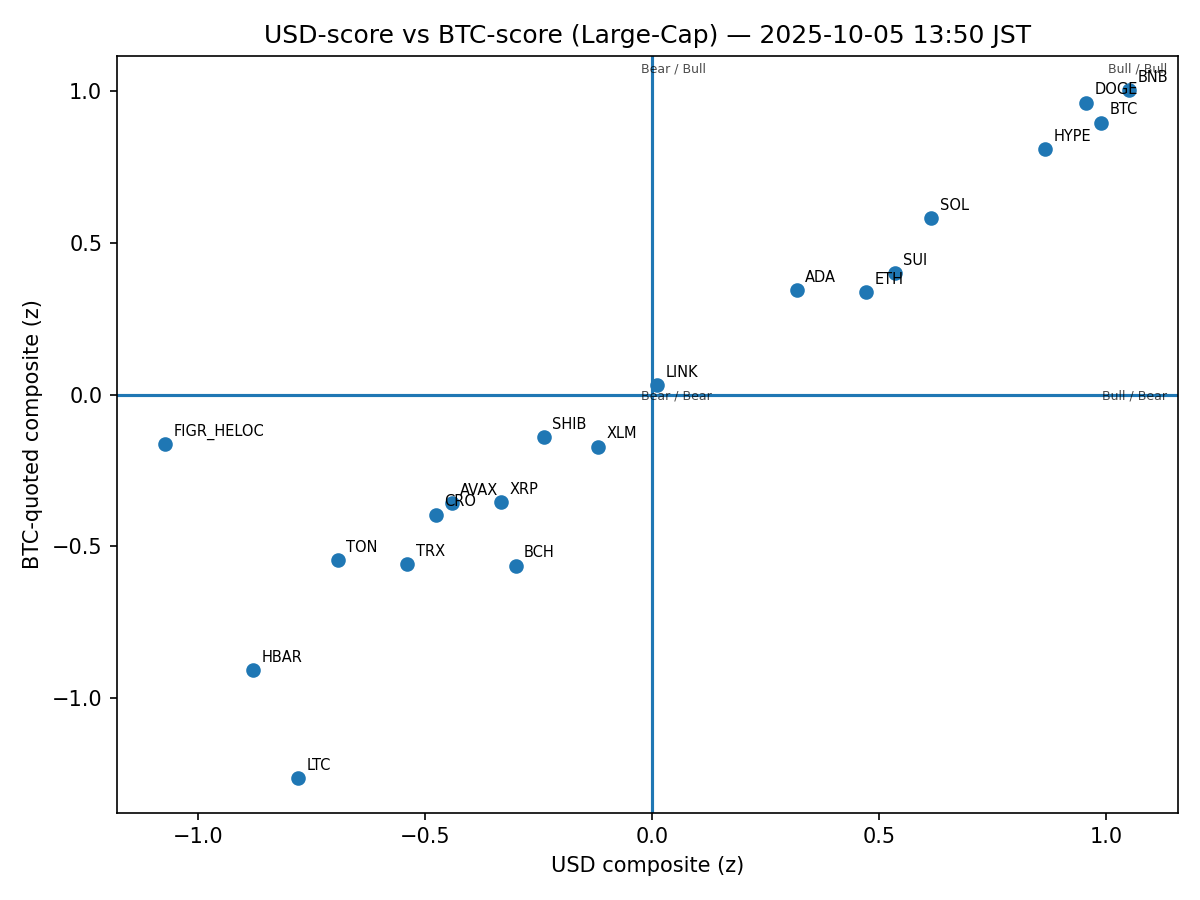 USD-score vs BTC-score (Large-Cap) — 2025-10-05 13:50 JST
Bear / Bull
Bull / Bull
BNB
DOGE
BTC
HYPE
SOL
SUI
ETH
ADA
LINK
Bear / Bear
Bull / Bear
SHIB
XLM
FIGR_HELOC
AVAX
XRP
CRO
TON
TRX
BCH
HBAR
LTC
1.0
0.5
0.0
−0.5
−1.0
BTC-quoted composite (z)
−1.0
−0.5
0.0
0.5
1.0
USD composite (z)